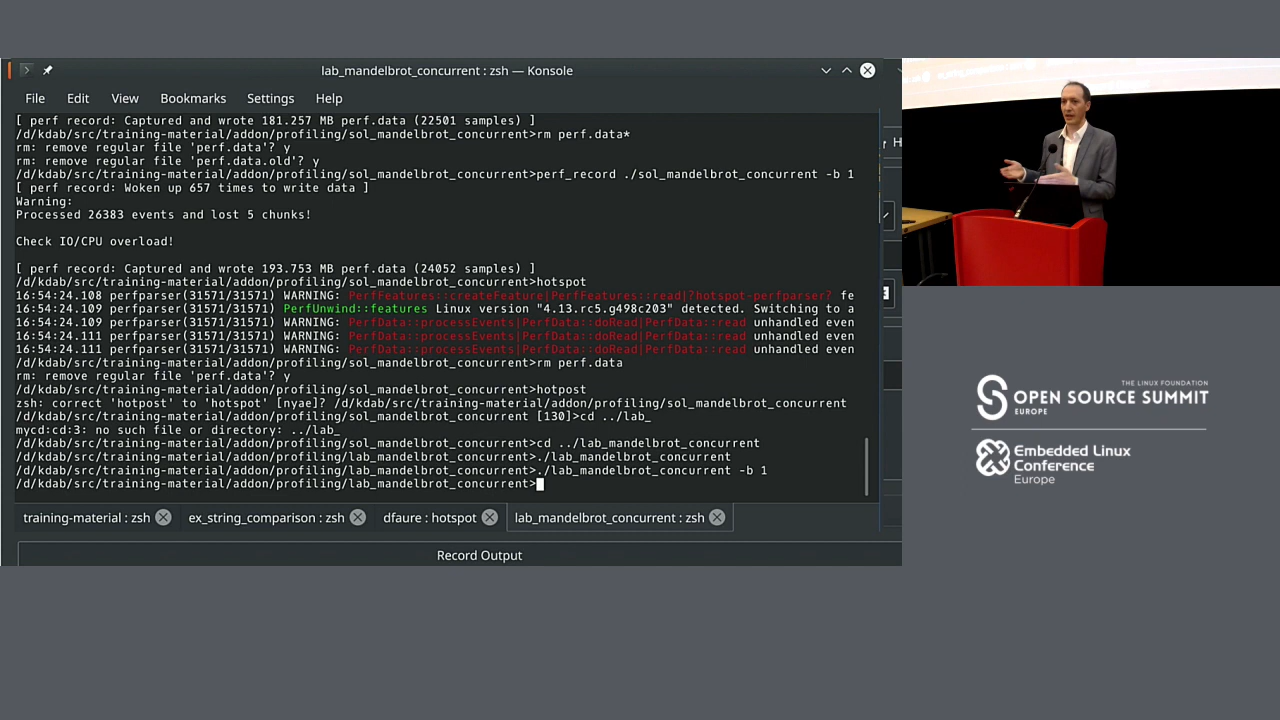 lab_mandelbrot_concurrent : zsh — Konsole
File Edit View Bookmarks Settings Help
[ perf record: Captured and wrote 181.257 MB perf.data (22501 samples) ]
/d/kdab/src/training-material/addon/profiling/sol_mandelbrot_concurrent>rm perf.data*
rm: remove regular file 'perf.data'? y
rm: remove regular file 'perf.data.old'? y
/d/kdab/src/training-material/addon/profiling/sol_mandelbrot_concurrent>perf_record ./sol_mandelbrot_concurrent -b 1
[ perf record: Woken up 657 times to write data ]
Warning:
Processed 26383 events and lost 5 chunks!
Check IO/CPU overload!
[ perf record: Captured and wrote 193.753 MB perf.data (24052 samples) ]
/d/kdab/src/training-material/addon/profiling/sol_mandelbrot_concurrent>hotspot
16:54:24.108 perfparser(31571/31571) WARNING: PerfFeatures::createFeature|PerfFeatures::read|?hotspot-perfparser? fe
16:54:24.109 perfparser(31571/31571) WARNING: PerfUnwind::features Linux version "4.13.rc5.g498c203" detected. Switching to a
16:54:24.109 perfparser(31571/31571) WARNING: PerfData::processEvents|PerfData::doRead|PerfData::read unhandled even
16:54:24.111 perfparser(31571/31571) WARNING: PerfData::processEvents|PerfData::doRead|PerfData::read unhandled even
16:54:24.111 perfparser(31571/31571) WARNING: PerfData::processEvents|PerfData::doRead|PerfData::read unhandled even
/d/kdab/src/training-material/addon/profiling/sol_mandelbrot_concurrent>rm perf.data
rm: remove regular file 'perf.data'? y
/d/kdab/src/training-material/addon/profiling/sol_mandelbrot_concurrent>hotpost
zsh: correct 'hotpost' to 'hotspot' [nyae]? /d/kdab/src/training-material/addon/profiling/sol_mandelbrot_concurrent
/d/kdab/src/training-material/addon/profiling/sol_mandelbrot_concurrent [130]>cd ../lab_
mycd:cd:3: no such file or directory: ../lab_
/d/kdab/src/training-material/addon/profiling/sol_mandelbrot_concurrent>cd ../lab_mandelbrot_concurrent
/d/kdab/src/training-material/addon/profiling/lab_mandelbrot_concurrent>./lab_mandelbrot_concurrent
/d/kdab/src/training-material/addon/profiling/lab_mandelbrot_concurrent>./lab_mandelbrot_concurrent -b 1
/d/kdab/src/training-material/addon/profiling/lab_mandelbrot_concurrent>
training-material : zsh ex_string_comparison : zsh dfaure : hotspot lab_mandelbrot_concurrent : zsh
Record Output
THE LINUX FOUNDATION
OPEN SOURCE SUMMIT
EUROPE
Embedded Linux
Conference
Europe